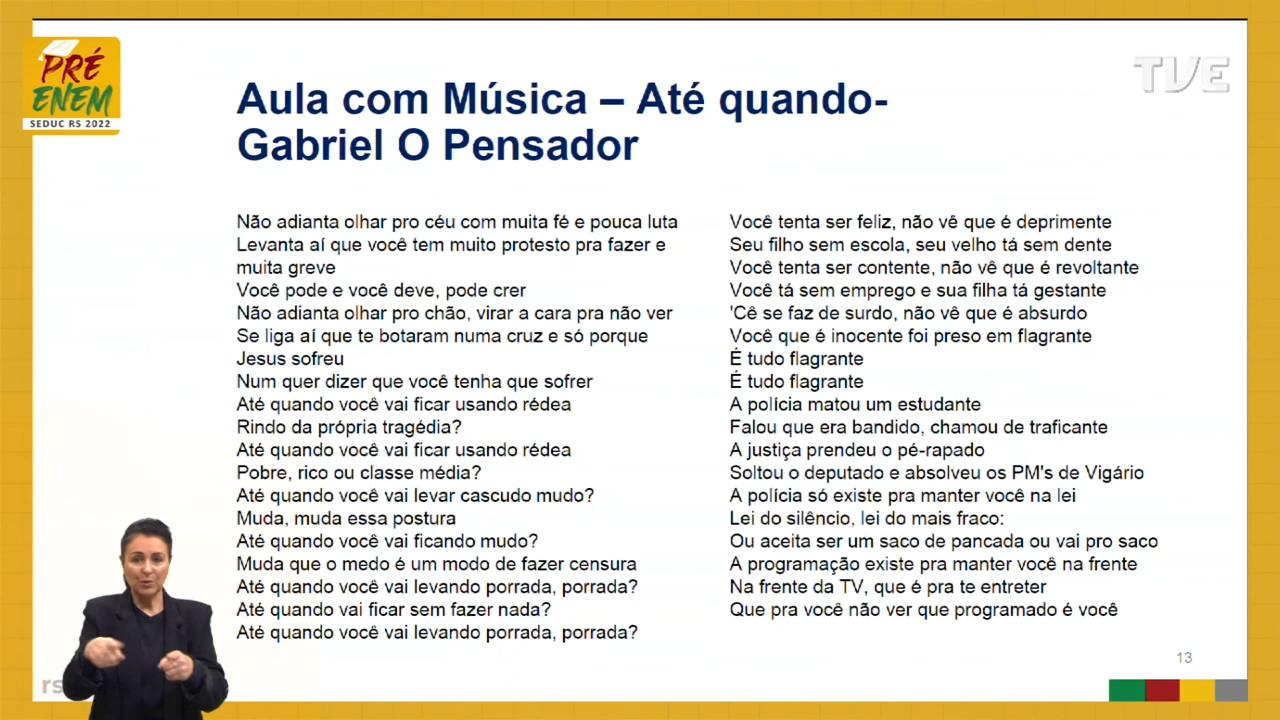 PRÉ
ENEM
SEDUC RS 2022
TVE
Aula com Música – Até quando-
Gabriel O Pensador
Não adianta olhar pro céu com muita fé e pouca luta
Levanta aí que você tem muito protesto pra fazer e
muita greve
Você pode e você deve, pode crer
Não adianta olhar pro chão, virar a cara pra não ver
Se liga aí que te botaram numa cruz e só porque
Jesus sofreu
Num quer dizer que você tenha que sofrer
Até quando você vai ficar usando rédea
Rindo da própria tragédia?
Até quando você vai ficar usando rédea
Pobre, rico ou classe média?
Até quando você vai levar cascudo mudo?
Muda, muda essa postura
Até quando você vai ficando mudo?
Muda que o medo é um modo de fazer censura
Até quando você vai levando porrada, porrada?
Até quando vai ficar sem fazer nada?
Até quando você vai levando porrada, porrada?
Você tenta ser feliz, não vê que é deprimente
Seu filho sem escola, seu velho tá sem dente
Você tenta ser contente, não vê que é revoltante
Você tá sem emprego e sua filha tá gestante
'Cê se faz de surdo, não vê que é absurdo
Você que é inocente foi preso em flagrante
É tudo flagrante
É tudo flagrante
A polícia matou um estudante
Falou que era bandido, chamou de traficante
A justiça prendeu o pé-rapado
Soltou o deputado e absolveu os PM's de Vigário
A polícia só existe pra manter você na lei
Lei do silêncio, lei do mais fraco:
Ou aceita ser um saco de pancada ou vai pro saco
A programação existe pra manter você na frente
Na frente da TV, que é pra te entreter
Que pra você não ver que programado é você
13
rs